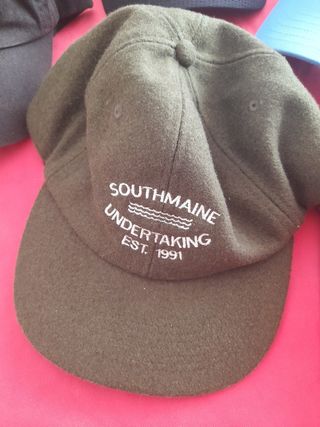 SOUTHMAINE
UNDERTAKING
EST. 1991